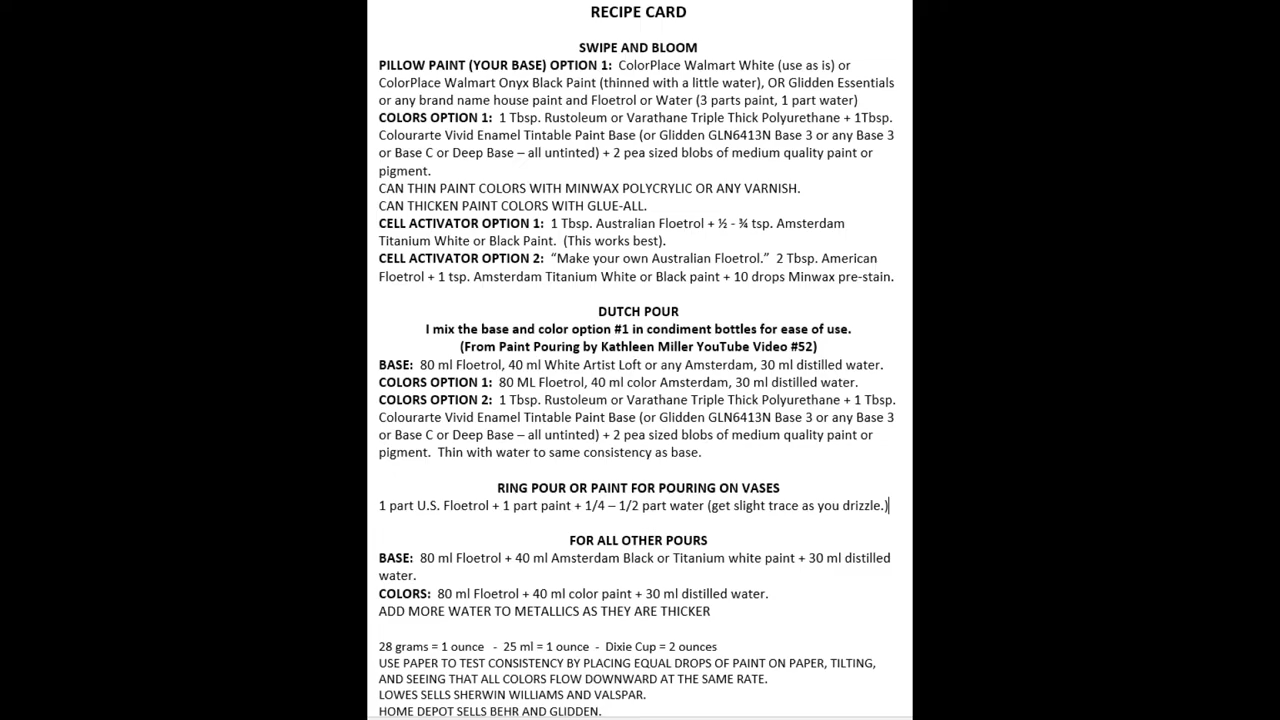 RECIPE CARD
SWIPE AND BLOOM
PILLOW PAINT (YOUR BASE) OPTION 1: ColorPlace Walmart White (use as is) or
ColorPlace Walmart Onyx Black Paint (thinned with a little water), OR Glidden Essentials
or any brand name house paint and Floetrol or Water (3 parts paint, 1 part water)
COLORS OPTION 1: 1 Tbsp. Rustoleum or Varathane Triple Thick Polyurethane + 1Tbsp.
Colourarte Vivid Enamel Tintable Paint Base (or Glidden GLN6413N Base 3 or any Base 3
or Base C or Deep Base – all untinted) + 2 pea sized blobs of medium quality paint or
pigment.
CAN THIN PAINT COLORS WITH MINWAX POLYCRYLIC OR ANY VARNISH.
CAN THICKEN PAINT COLORS WITH GLUE-ALL.
CELL ACTIVATOR OPTION 1: 1 Tbsp. Australian Floetrol + ½ - ¾ tsp. Amsterdam
Titanium White or Black Paint. (This works best).
CELL ACTIVATOR OPTION 2: “Make your own Australian Floetrol.” 2 Tbsp. American
Floetrol + 1 tsp. Amsterdam Titanium White or Black paint + 10 drops Minwax pre-stain.
DUTCH POUR
I mix the base and color option #1 in condiment bottles for ease of use.
(From Paint Pouring by Kathleen Miller YouTube Video #52)
BASE: 80 ml Floetrol, 40 ml White Artist Loft or any Amsterdam, 30 ml distilled water.
COLORS OPTION 1: 80 ML Floetrol, 40 ml color Amsterdam, 30 ml distilled water.
COLORS OPTION 2: 1 Tbsp. Rustoleum or Varathane Triple Thick Polyurethane + 1 Tbsp.
Colourarte Vivid Enamel Tintable Paint Base (or Glidden GLN6413N Base 3 or any Base 3
or Base C or Deep Base – all untinted) + 2 pea sized blobs of medium quality paint or
pigment. Thin with water to same consistency as base.
RING POUR OR PAINT FOR POURING ON VASES
1 part U.S. Floetrol + 1 part paint + 1/4 – 1/2 part water (get slight trace as you drizzle.)
FOR ALL OTHER POURS
BASE: 80 ml Floetrol + 40 ml Amsterdam Black or Titanium white paint + 30 ml distilled
water.
COLORS: 80 ml Floetrol + 40 ml color paint + 30 ml distilled water.
ADD MORE WATER TO METALLICS AS THEY ARE THICKER
28 grams = 1 ounce - 25 ml = 1 ounce - Dixie Cup = 2 ounces
USE PAPER TO TEST CONSISTENCY BY PLACING EQUAL DROPS OF PAINT ON PAPER, TILTING,
AND SEEING THAT ALL COLORS FLOW DOWNWARD AT THE SAME RATE.
LOWES SELLS SHERWIN WILLIAMS AND VALSPAR.
HOME DEPOT SELLS BEHR AND GLIDDEN.